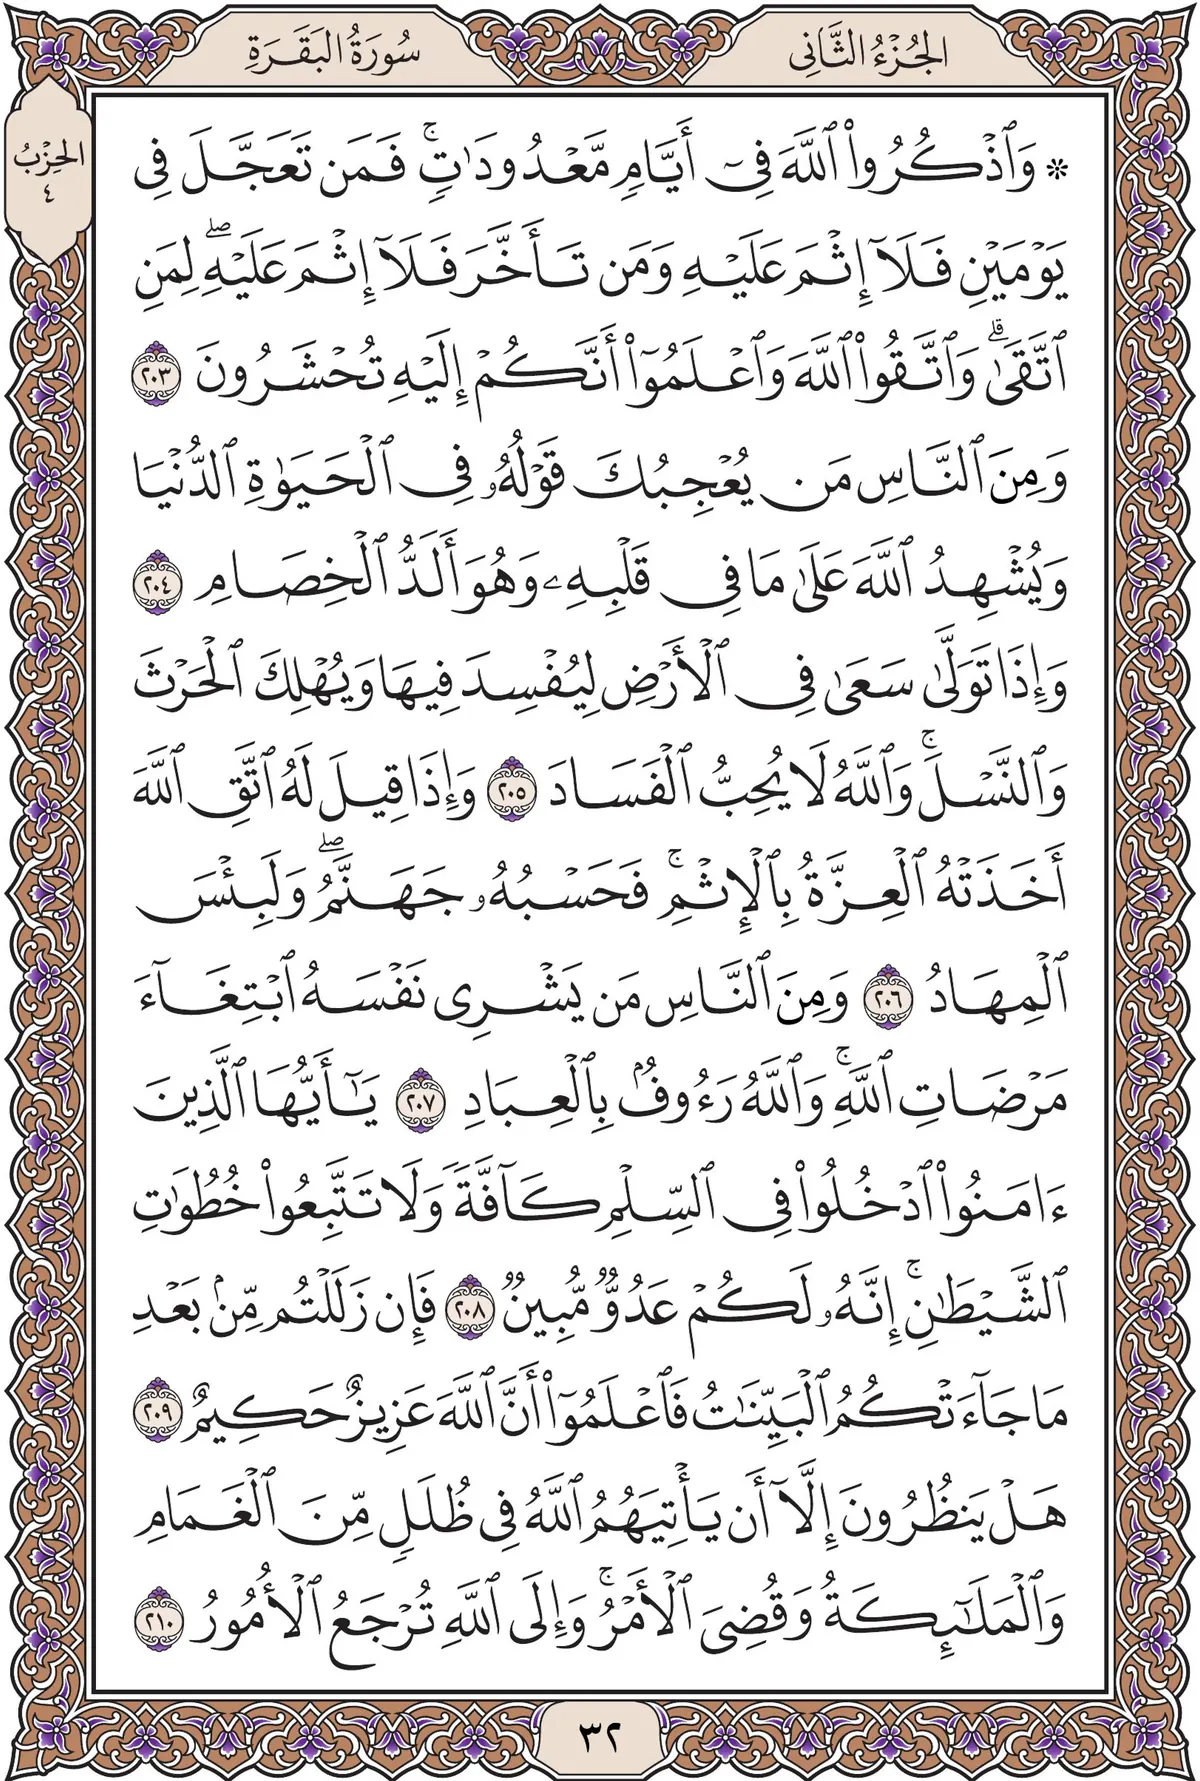 الجُزْءُ الثَّانِي
سُورَةُ البَقَرَةِ
الحِزْبُ
٤
* وَٱذۡكُرُواْ ٱللَّهَ فِيٓ أَيَّامٖ مَّعۡدُودَٰتٖۚ فَمَن تَعَجَّلَ فِي
يَوۡمَيۡنِ فَلَآ إِثۡمَ عَلَيۡهِ وَمَن تَأَخَّرَ فَلَآ إِثۡمَ عَلَيۡهِۖ لِمَنِ
ٱتَّقَىٰۗ وَٱتَّقُواْ ٱللَّهَ وَٱعۡلَمُوٓاْ أَنَّكُمۡ إِلَيۡهِ تُحۡشَرُونَ ٢٠٣
وَمِنَ ٱلنَّاسِ مَن يُعۡجِبُكَ قَوۡلُهُۥ فِي ٱلۡحَيَوٰةِ ٱلدُّنۡيَا
وَيُشۡهِدُ ٱللَّهَ عَلَىٰ مَا فِي قَلۡبِهِۦ وَهُوَ أَلَدُّ ٱلۡخِصَامِ ٢٠٤
وَإِذَا تَوَلَّىٰ سَعَىٰ فِي ٱلۡأَرۡضِ لِيُفۡسِدَ فِيهَا وَيُهۡلِكَ ٱلۡحَرۡثَ
وَٱلنَّسۡلَۚ وَٱللَّهُ لَا يُحِبُّ ٱلۡفَسَادَ ٢٠٥ وَإِذَا قِيلَ لَهُ ٱتَّقِ ٱللَّهَ
أَخَذَتۡهُ ٱلۡعِزَّةُ بِٱلۡإِثۡمِۚ فَحَسۡبُهُۥ جَهَنَّمُۖ وَلَبِئۡسَ
ٱلۡمِهَادُ ٢٠٦ وَمِنَ ٱلنَّاسِ مَن يَشۡرِي نَفۡسَهُ ٱبۡتِغَآءَ
مَرۡضَاتِ ٱللَّهِۚ وَٱللَّهُ رَءُوفُۢ بِٱلۡعِبَادِ ٢٠٧ يَٰٓأَيُّهَا ٱلَّذِينَ
ءَامَنُواْ ٱدۡخُلُواْ فِي ٱلسِّلۡمِ كَآفَّةٗ وَلَا تَتَّبِعُواْ خُطُوَٰتِ
ٱلشَّيۡطَٰنِۚ إِنَّهُۥ لَكُمۡ عَدُوّٞ مُّبِينٞ ٢٠٨ فَإِن زَلَلۡتُم مِّنۢ بَعۡدِ
مَا جَآءَتۡكُمُ ٱلۡبَيِّنَٰتُ فَٱعۡلَمُوٓاْ أَنَّ ٱللَّهَ عَزِيزٌ حَكِيمٌ ٢٠٩
هَلۡ يَنظُرُونَ إِلَّآ أَن يَأۡتِيَهُمُ ٱللَّهُ فِي ظُلَلٖ مِّنَ ٱلۡغَمَامِ
وَٱلۡمَلَٰٓئِكَةُ وَقُضِيَ ٱلۡأَمۡرُۚ وَإِلَى ٱللَّهِ تُرۡجَعُ ٱلۡأُمُورُ ٢١٠
٣٢